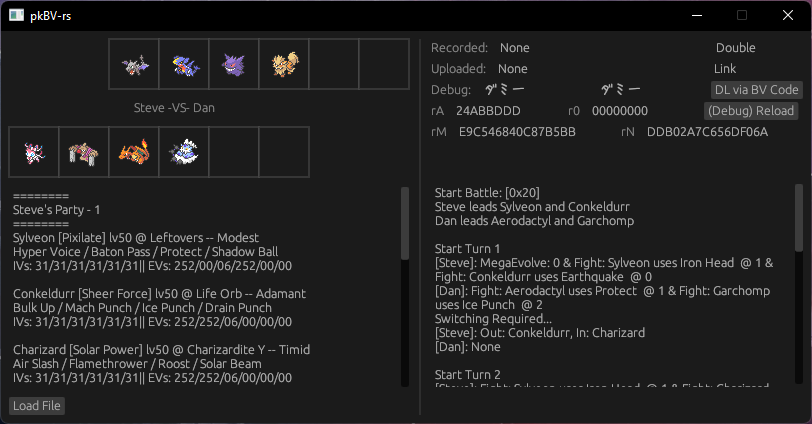 pkBV-rs
Steve -VS- Dan
========
Steve's Party - 1
========
Sylveon [Pixilate] lv50 @ Leftovers -- Modest
Hyper Voice / Baton Pass / Protect / Shadow Ball
IVs: 31/31/31/31/31/31|| EVs: 252/00/06/252/00/00
Conkeldurr [Sheer Force] lv50 @ Life Orb -- Adamant
Bulk Up / Mach Punch / Ice Punch / Drain Punch
IVs: 31/31/31/31/31/31|| EVs: 252/252/06/00/00/00
Charizard [Solar Power] lv50 @ Charizardite Y -- Timid
Air Slash / Flamethrower / Roost / Solar Beam
IVs: 31/31/31/31/31/31|| EVs: 252/252/06/00/00/00
Load File
Recorded: None Double
Uploaded: None Link
Debug: ダミー ダミー DL via BV Code
rA 24ABBDDD r0 00000000 (Debug) Reload
rM E9C546840C87B5BB rN DDB02A7C656DF06A
Start Battle: [0x20]
Steve leads Sylveon and Conkeldurr
Dan leads Aerodactyl and Garchomp
Start Turn 1
[Steve]: MegaEvolve: 0 & Fight: Sylveon uses Iron Head @ 1 &
Fight: Conkeldurr uses Earthquake @ 0
[Dan]: Fight: Aerodactyl uses Protect @ 1 & Fight: Garchomp
uses Ice Punch @ 2
Switching Required...
[Steve]: Out: Conkeldurr, In: Charizard
[Dan]: None
Start Turn 2
[Steve]: Fight: Sylveon uses Iron Head @ 1 & Fight: Charizard